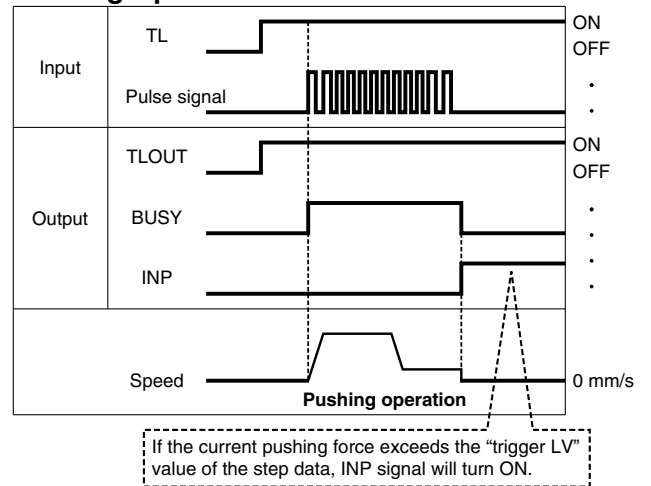 Input
TL
ON
OFF
Pulse signal
Output
TLOUT
ON
OFF
BUSY
INP
Speed
0 mm/s
Pushing operation
If the current pushing force exceeds the “trigger LV”
value of the step data, INP signal will turn ON.